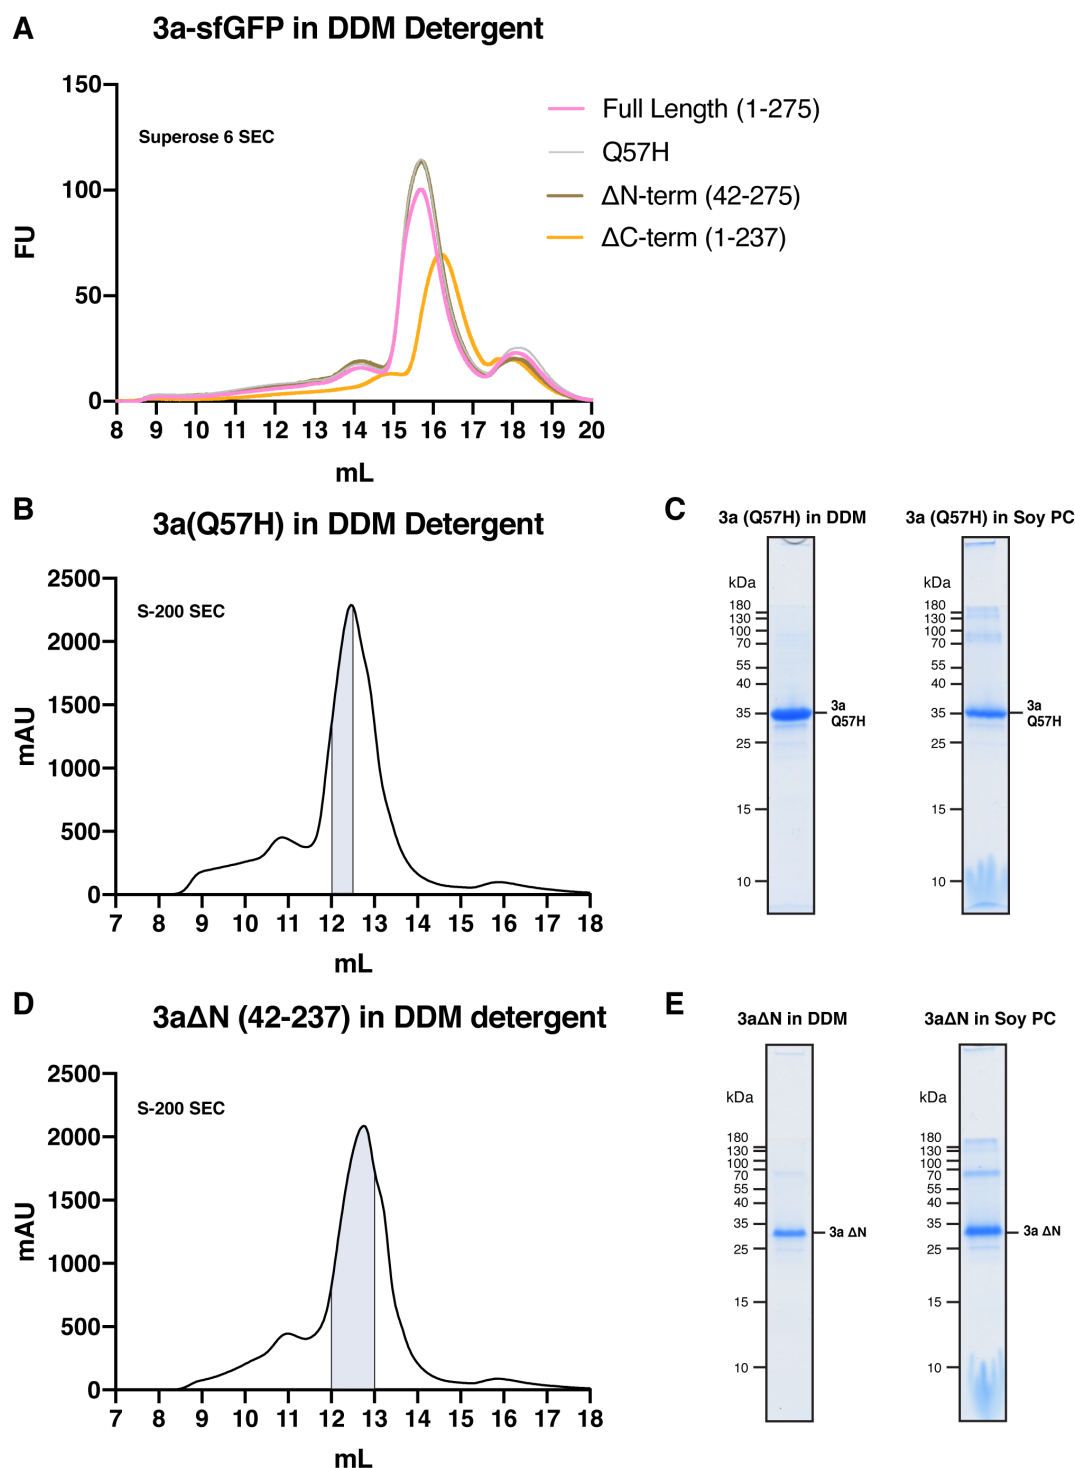 A
3a-sfGFP in DDM Detergent
150
100
50
0
FU
Superose 6 SEC
Full Length (1-275)
Q57H
ΔN-term (42-275)
ΔC-term (1-237)
8 9 10 11 12 13 14 15 16 17 18 19 20
mL
B
3a(Q57H) in DDM Detergent
2500
2000
1500
1000
500
0
mAU
S-200 SEC
7 8 9 10 11 12 13 14 15 16 17 18
mL
C
3a (Q57H) in DDM
kDa
180
130
100
70
55
40
35
25
15
10
3a
Q57H
3a (Q57H) in Soy PC
kDa
180
130
100
70
55
40
35
25
15
10
3a
Q57H
D
3aΔN (42-237) in DDM detergent
2500
2000
1500
1000
500
0
mAU
S-200 SEC
7 8 9 10 11 12 13 14 15 16 17 18
mL
E
3aΔN in DDM
kDa
180
130
100
70
55
40
35
25
15
10
3a ΔN
3aΔN in Soy PC
kDa
180
130
100
70
55
40
35
25
15
10
3a ΔN